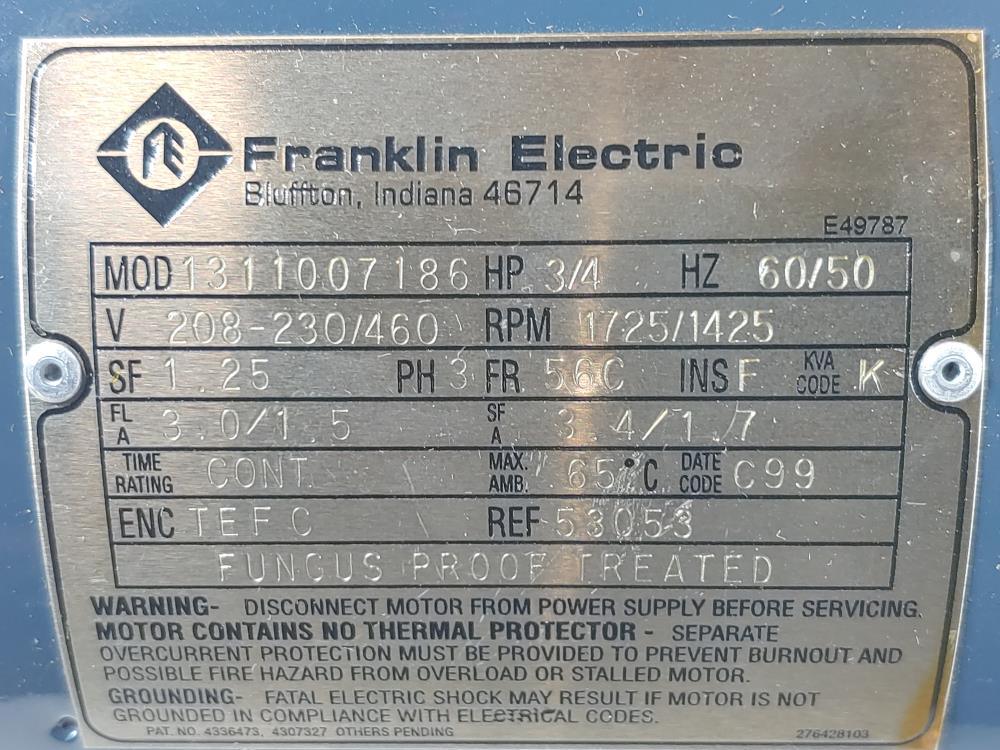 FE
Franklin Electric
Bluffton, Indiana 46714
E49787
MOD 1311007186 HP 3/4 HZ 60/50
V 208-230/460 RPM 1725/1425
SF 1.25 PH 3 FR 56C INS F KVA CODE K
FL A 3.0/1.5 SF A 3.4/1.7
TIME RATING CONT MAX. AMB. 65°C DATE CODE C99
ENC TEFC REF 53053
FUNGUS PROOF TREATED
WARNING- DISCONNECT MOTOR FROM POWER SUPPLY BEFORE SERVICING.
MOTOR CONTAINS NO THERMAL PROTECTOR - SEPARATE
OVERCURRENT PROTECTION MUST BE PROVIDED TO PREVENT BURNOUT AND
POSSIBLE FIRE HAZARD FROM OVERLOAD OR STALLED MOTOR.
GROUNDING- FATAL ELECTRIC SHOCK MAY RESULT IF MOTOR IS NOT
GROUNDED IN COMPLIANCE WITH ELECTRICAL CODES.
PAT. NO. 4336473, 4307327 OTHERS PENDING 276428103